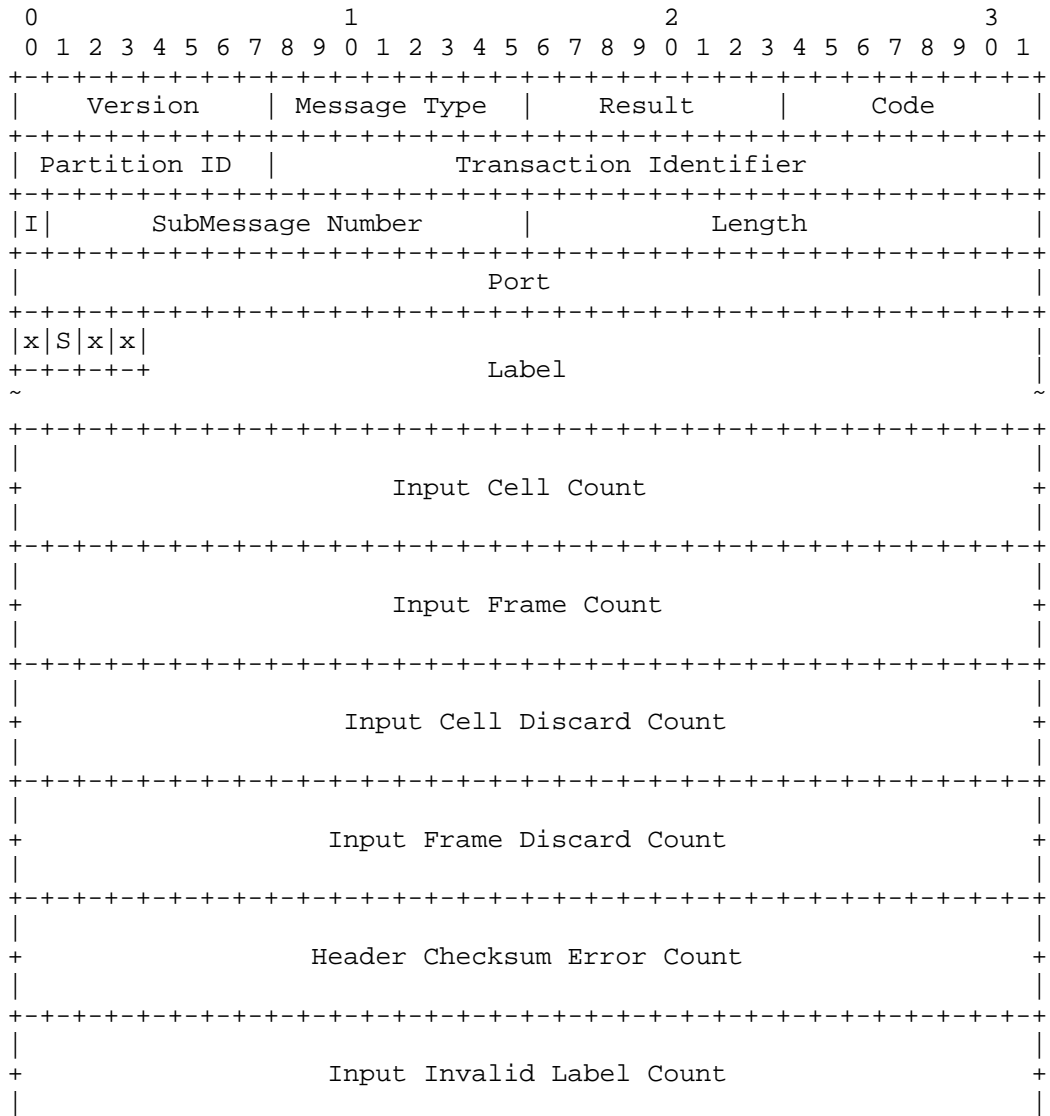 0                   1                   2                   3
 0 1 2 3 4 5 6 7 8 9 0 1 2 3 4 5 6 7 8 9 0 1 2 3 4 5 6 7 8 9 0 1
+-+-+-+-+-+-+-+-+-+-+-+-+-+-+-+-+-+-+-+-+-+-+-+-+-+-+-+-+-+-+-+-+
|    Version    | Message Type  |    Result     |     Code      |
+-+-+-+-+-+-+-+-+-+-+-+-+-+-+-+-+-+-+-+-+-+-+-+-+-+-+-+-+-+-+-+-+
| Partition ID  |           Transaction Identifier              |
+-+-+-+-+-+-+-+-+-+-+-+-+-+-+-+-+-+-+-+-+-+-+-+-+-+-+-+-+-+-+-+-+
|I|      SubMessage Number      |           Length              |
+-+-+-+-+-+-+-+-+-+-+-+-+-+-+-+-+-+-+-+-+-+-+-+-+-+-+-+-+-+-+-+-+
|                             Port                              |
+-+-+-+-+-+-+-+-+-+-+-+-+-+-+-+-+-+-+-+-+-+-+-+-+-+-+-+-+-+-+-+-+
|x|S|x|x|                                                       |
+-+-+-+-+                     Label                             |
~                                                               ~
+-+-+-+-+-+-+-+-+-+-+-+-+-+-+-+-+-+-+-+-+-+-+-+-+-+-+-+-+-+-+-+-+
|                                                               |
+                       Input Cell Count                        +
|                                                               |
+-+-+-+-+-+-+-+-+-+-+-+-+-+-+-+-+-+-+-+-+-+-+-+-+-+-+-+-+-+-+-+-+
|                                                               |
+                       Input Frame Count                       +
|                                                               |
+-+-+-+-+-+-+-+-+-+-+-+-+-+-+-+-+-+-+-+-+-+-+-+-+-+-+-+-+-+-+-+-+
|                                                               |
+                    Input Cell Discard Count                   +
|                                                               |
+-+-+-+-+-+-+-+-+-+-+-+-+-+-+-+-+-+-+-+-+-+-+-+-+-+-+-+-+-+-+-+-+
|                                                               |
+                   Input Frame Discard Count                   +
|                                                               |
+-+-+-+-+-+-+-+-+-+-+-+-+-+-+-+-+-+-+-+-+-+-+-+-+-+-+-+-+-+-+-+-+
|                                                               |
+                  Header Checksum Error Count                  +
|                                                               |
+-+-+-+-+-+-+-+-+-+-+-+-+-+-+-+-+-+-+-+-+-+-+-+-+-+-+-+-+-+-+-+-+
|                                                               |
+                   Input Invalid Label Count                   +
|                                                               |